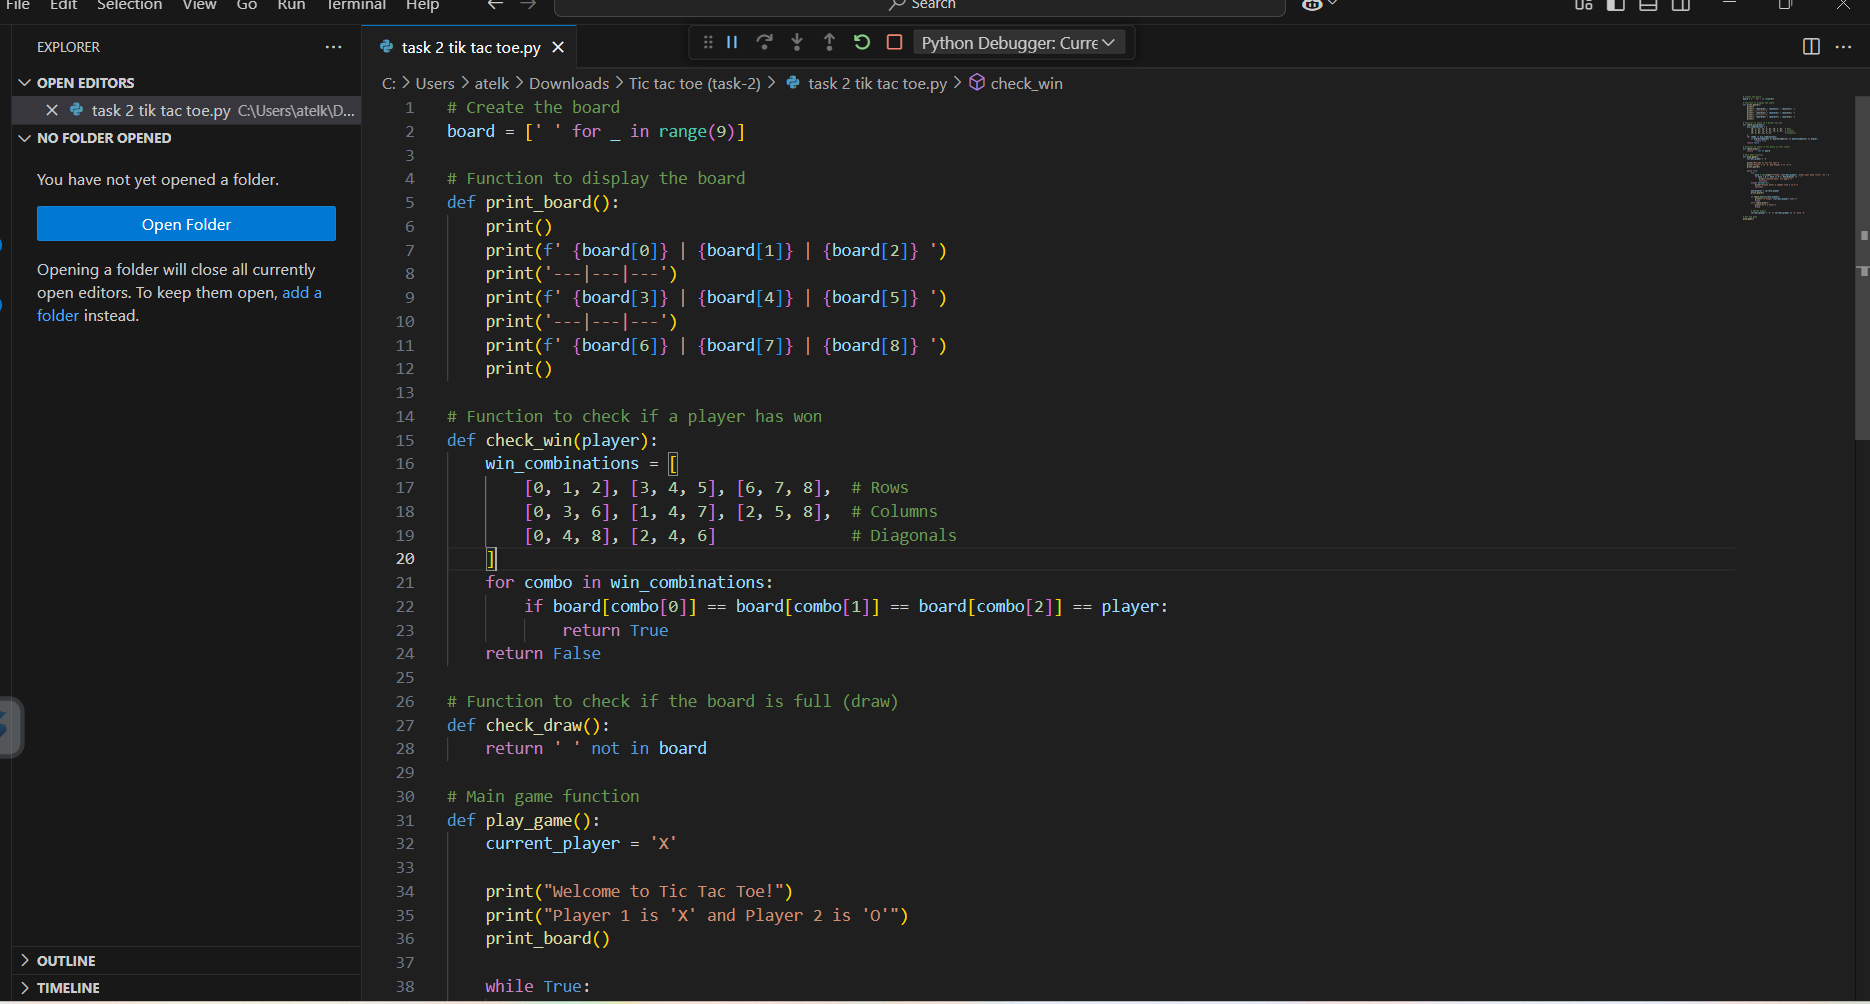 File Edit Selection View Go Run Terminal Help Search
EXPLORER
OPEN EDITORS
task 2 tik tac toe.py C:\Users\atelk\D...
NO FOLDER OPENED
You have not yet opened a folder.
Open Folder
Opening a folder will close all currently
open editors. To keep them open, add a
folder instead.
OUTLINE
TIMELINE
task 2 tik tac toe.py
Python Debugger: Curre
C: > Users > atelk > Downloads > Tic tac toe (task-2) > task 2 tik tac toe.py > check_win
1 # Create the board
2 board = [' ' for _ in range(9)]
3
4 # Function to display the board
5 def print_board():
6     print()
7     print(f' {board[0]} | {board[1]} | {board[2]} ')
8     print('---|---|---')
9     print(f' {board[3]} | {board[4]} | {board[5]} ')
10     print('---|---|---')
11     print(f' {board[6]} | {board[7]} | {board[8]} ')
12     print()
13
14 # Function to check if a player has won
15 def check_win(player):
16     win_combinations = [
17         [0, 1, 2], [3, 4, 5], [6, 7, 8],  # Rows
18         [0, 3, 6], [1, 4, 7], [2, 5, 8],  # Columns
19         [0, 4, 8], [2, 4, 6]              # Diagonals
20     ]
21     for combo in win_combinations:
22         if board[combo[0]] == board[combo[1]] == board[combo[2]] == player:
23             return True
24     return False
25
26 # Function to check if the board is full (draw)
27 def check_draw():
28     return ' ' not in board
29
30 # Main game function
31 def play_game():
32     current_player = 'X'
33
34     print("Welcome to Tic Tac Toe!")
35     print("Player 1 is 'X' and Player 2 is 'O'")
36     print_board()
37
38     while True: